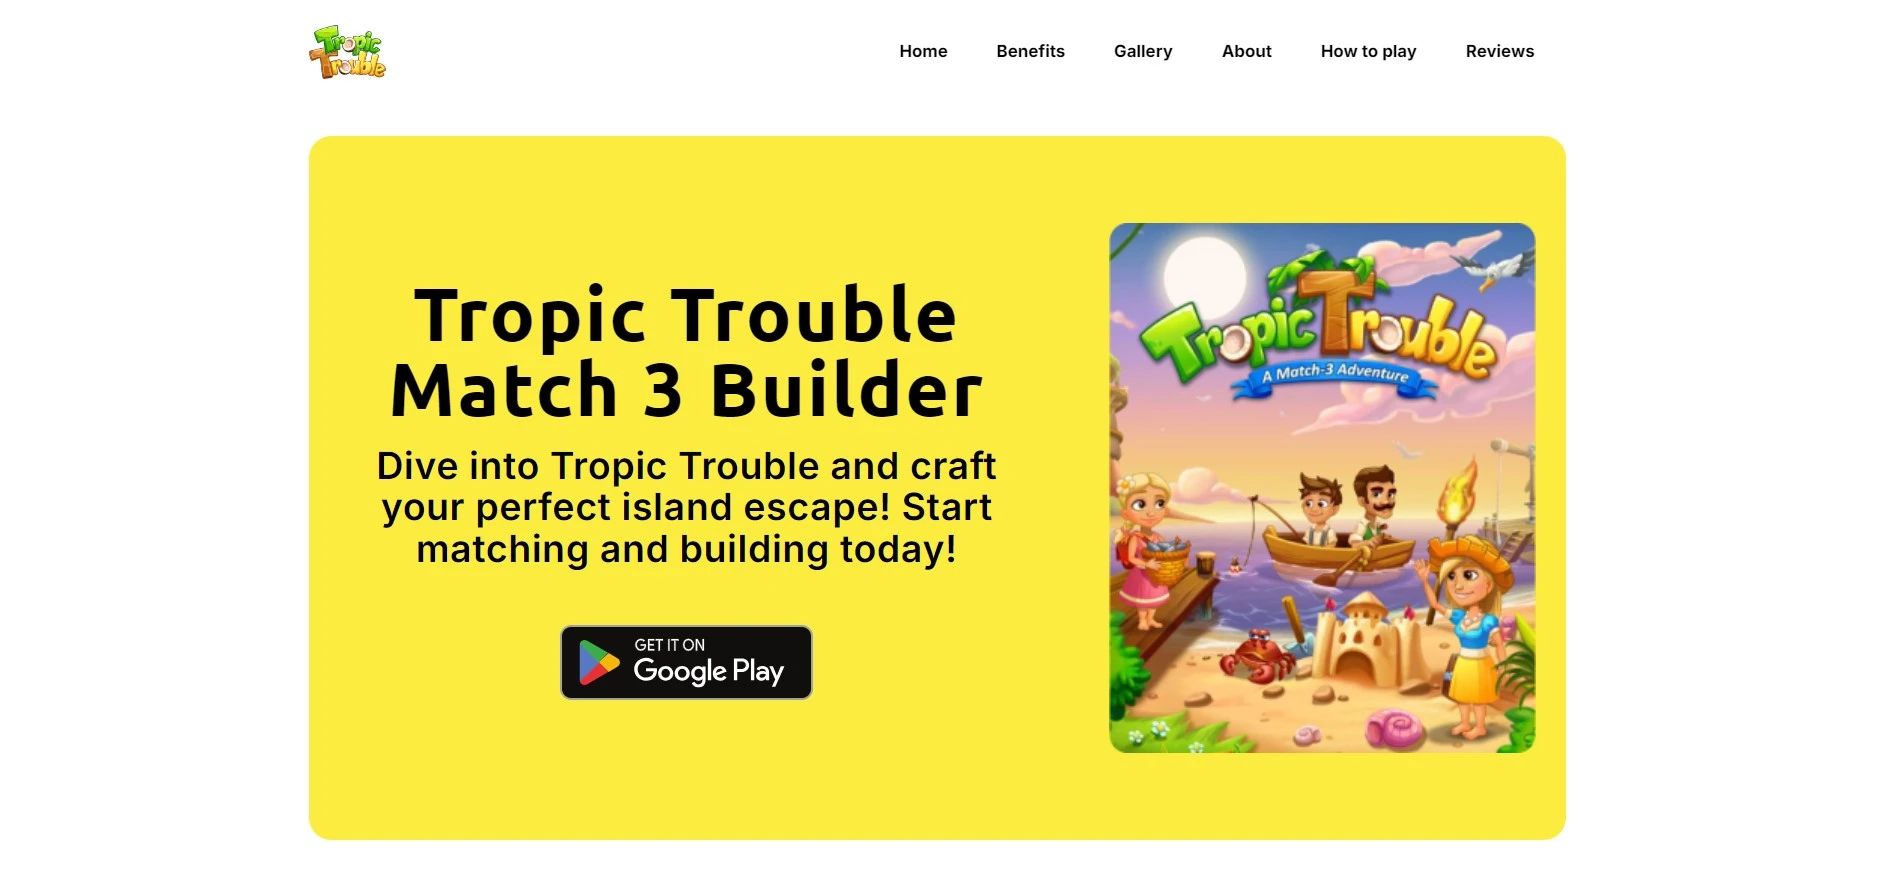 Tropic
Trouble
Home
Benefits
Gallery
About
How to play
Reviews
Tropic Trouble
Match 3 Builder
Dive into Tropic Trouble and craft
your perfect island escape! Start
matching and building today!
GET IT ON
Google Play
Tropic Trouble
A Match-3 Adventure